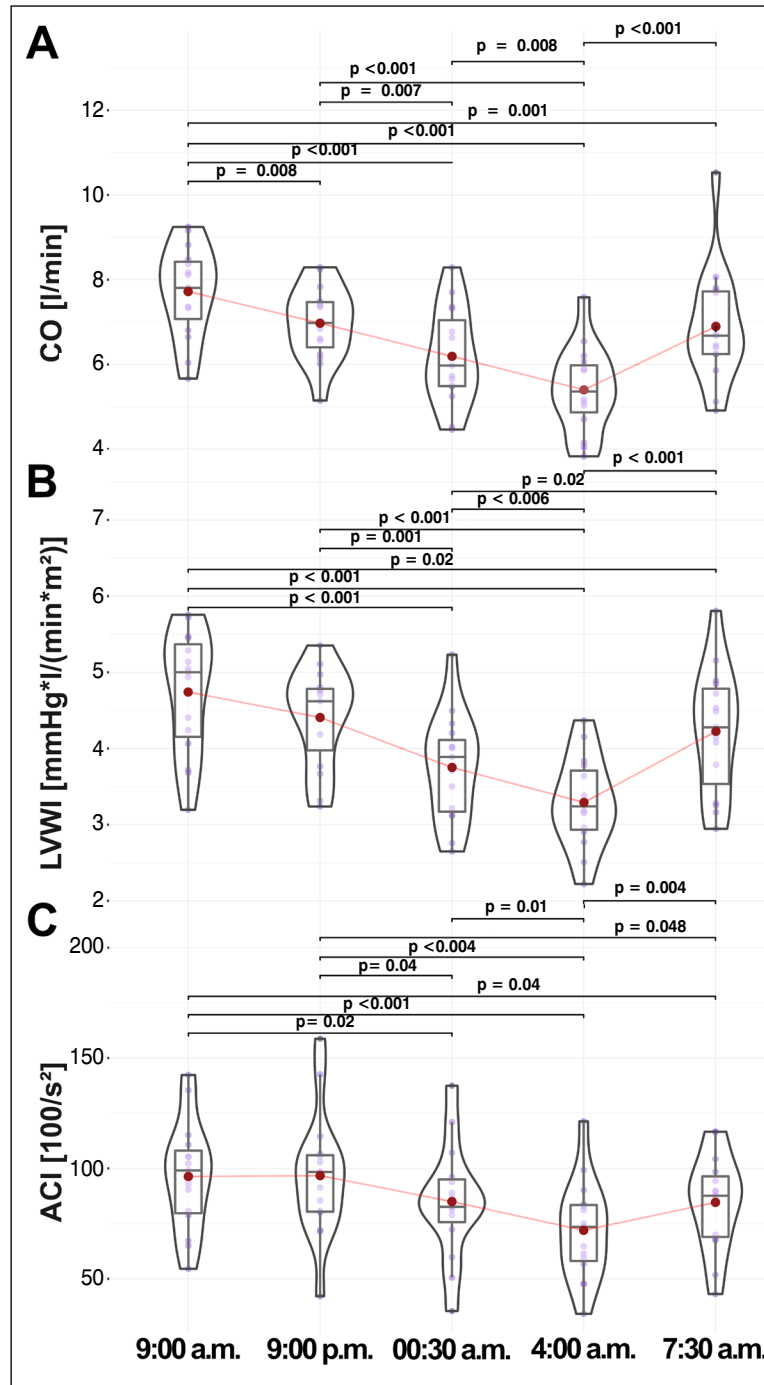 A
p <0.001
p = 0.008
p <0.001
p = 0.007
p = 0.001
p <0.001
p <0.001
p = 0.008
12
10
8
6
4
CO [l/min]
B
p < 0.001
p = 0.02
p < 0.006
p < 0.001
p = 0.001
p = 0.02
p < 0.001
p < 0.001
7
6
5
4
3
2
LVWI [mmHg*l/(min*m²)]
C
p = 0.004
p = 0.01
p = 0.048
p <0.004
p= 0.04
p = 0.04
p <0.001
p= 0.02
200
150
100
50
ACI [100/s²]
9:00 a.m. 9:00 p.m. 00:30 a.m. 4:00 a.m. 7:30 a.m.